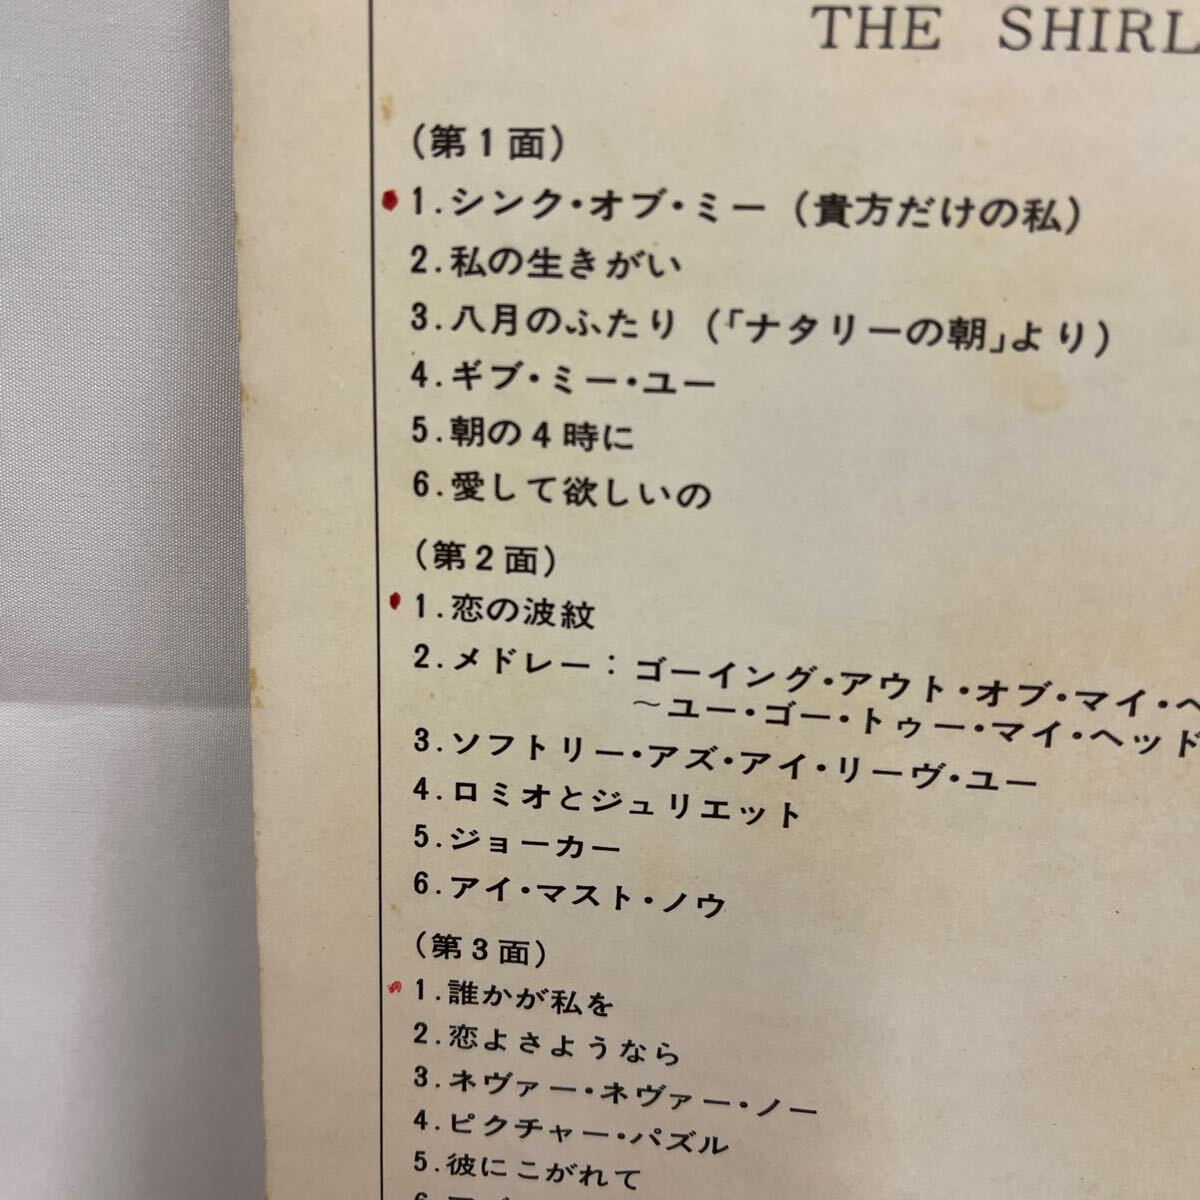 THE SHIRL
(第1面)
1.シンク・オブ・ミー (貴方だけの私)
2.私の生きがい
3.八月のふたり (「ナタリーの朝」より)
4.ギブ・ミー・ユー
5.朝の4時に
6.愛して欲しいの
(第2面)
1.恋の波紋
2.メドレー: ゴーイング・アウト・オブ・マイ・ヘ
〜ユー・ゴー・トゥー・マイ・ヘッド
3.ソフトリー・アズ・アイ・リーヴ・ユー
4.ロミオとジュリエット
5.ジョーカー
6.アイ・マスト・ノウ
(第3面)
1.誰かが私を
2.恋よさようなら
3.ネヴァー・ネヴァー・ノー
4.ピクチャー・パズル
5.彼にこがれて